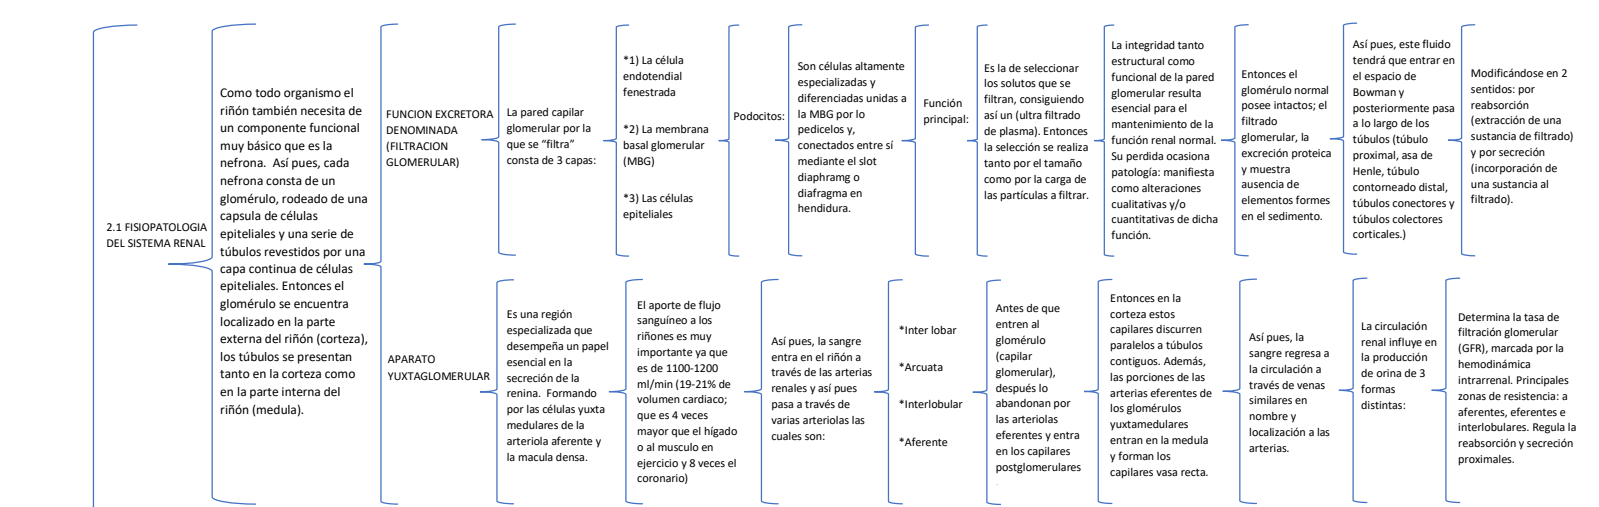 2.1 FISIOPATOLOGIA
DEL SISTEMA RENAL
Como todo organismo el
riñón también necesita de
un componente funcional
muy básico que es la
nefrona.  Así pues, cada
nefrona consta de un
glomérulo, rodeado de una
capsula de células
epiteliales y una serie de
túbulos revestidos por una
capa continua de células
epiteliales. Entonces el
glomérulo se encuentra
localizado en la parte
externa del riñón (corteza),
los túbulos se presentan
tanto en la corteza como
en la parte interna del
riñón (medula).
FUNCION EXCRETORA
DENOMINADA
(FILTRACION
GLOMERULAR)
La pared capilar
glomerular por la
que se “filtra”
consta de 3 capas:
*1) La célula
endotendial
fenestrada
*2) La membrana
basal glomerular
(MBG)
*3) Las células
epiteliales
Podocitos:
Son células altamente
especializadas y
diferenciadas unidas a
la MBG por lo
pedicelos y,
conectados entre sí
mediante el slot
diaphramg o
diafragma en
hendidura.
Función
principal:
Es la de seleccionar
los solutos que se
filtran, consiguiendo
así un (ultra filtrado
de plasma). Entonces
la selección se realiza
tanto por el tamaño
como por la carga de
las partículas a filtrar.
La integridad tanto
estructural como
funcional de la pared
glomerular resulta
esencial para el
mantenimiento de la
función renal normal.
Su perdida ocasiona
patología: manifiesta
como alteraciones
cualitativas y/o
cuantitativas de dicha
función.
Entonces el
glomérulo normal
posee intactos; el
filtrado
glomerular, la
excreción proteica
y muestra
ausencia de
elementos formes
en el sedimento.
Así pues, este fluido
tendrá que entrar en
el espacio de
Bowman y
posteriormente pasa
a lo largo de los
túbulos (túbulo
proximal, asa de
Henle, túbulo
contorneado distal,
túbulos conectores y
túbulos colectores
corticales.)
Modificándose en 2
sentidos: por
reabsorción
(extracción de una
sustancia de filtrado)
y por secreción
(incorporación de
una sustancia al
filtrado).
APARATO
YUXTAGLOMERULAR
Es una región
especializada que
desempeña un papel
esencial en la
secreción de la
renina.  Formando
por las células yuxta
medulares de la
arteriola aferente y
la macula densa.
El aporte de flujo
sanguíneo a los
riñones es muy
importante ya que
es de 1100-1200
ml/min (19-21% de
volumen cardiaco;
que es 4 veces
mayor que el hígado
o al musculo en
ejercicio y 8 veces el
coronario)
Así pues, la sangre
entra en el riñón a
través de las arterias
renales y así pues
pasa a través de
varias arteriolas las
cuales son:
*Inter lobar
*Arcuata
*Interlobular
*Aferente
Antes de que
entren al
glomérulo
(capilar
glomerular),
después lo
abandonan por
las arteriolas
eferentes y entra
en los capilares
postglomerulares
.
Entonces en la
corteza estos
capilares discurren
paralelos a túbulos
contiguos. Además,
las porciones de las
arterias eferentes de
los glomérulos
yuxtamedulares
entran en la medula
y forman los
capilares vasa recta.
Así pues, la
sangre regresa a
la circulación a
través de venas
similares en
nombre y
localización a las
arterias.
La circulación
renal influye en
la producción
de orina de 3
formas
distintas:
Determina la tasa de
filtración glomerular
(GFR), marcada por la
hemodinámica
intrarrenal. Principales
zonas de resistencia: a
aferentes, eferentes e
interlobulares. Regula la
reabsorción y secreción
proximales.